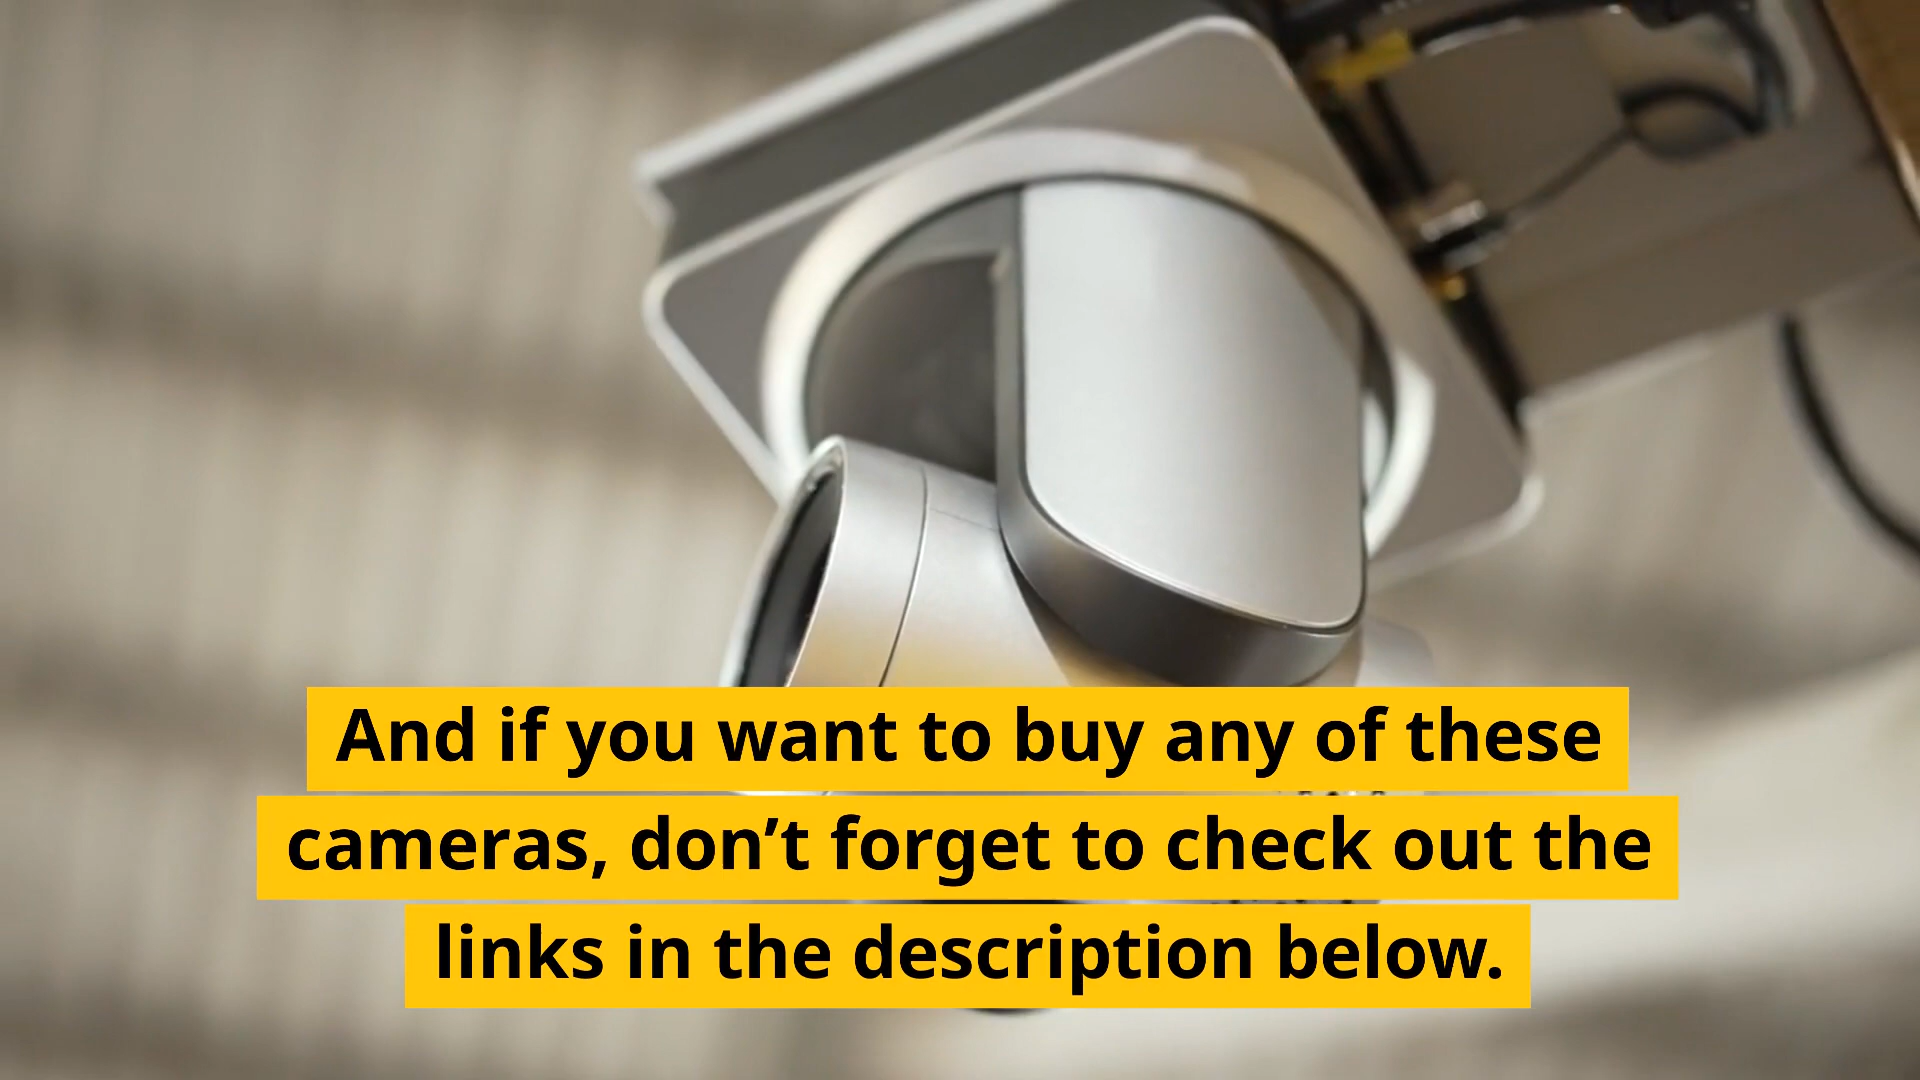 And if you want to buy any of these
cameras, don’t forget to check out the
links in the description below.